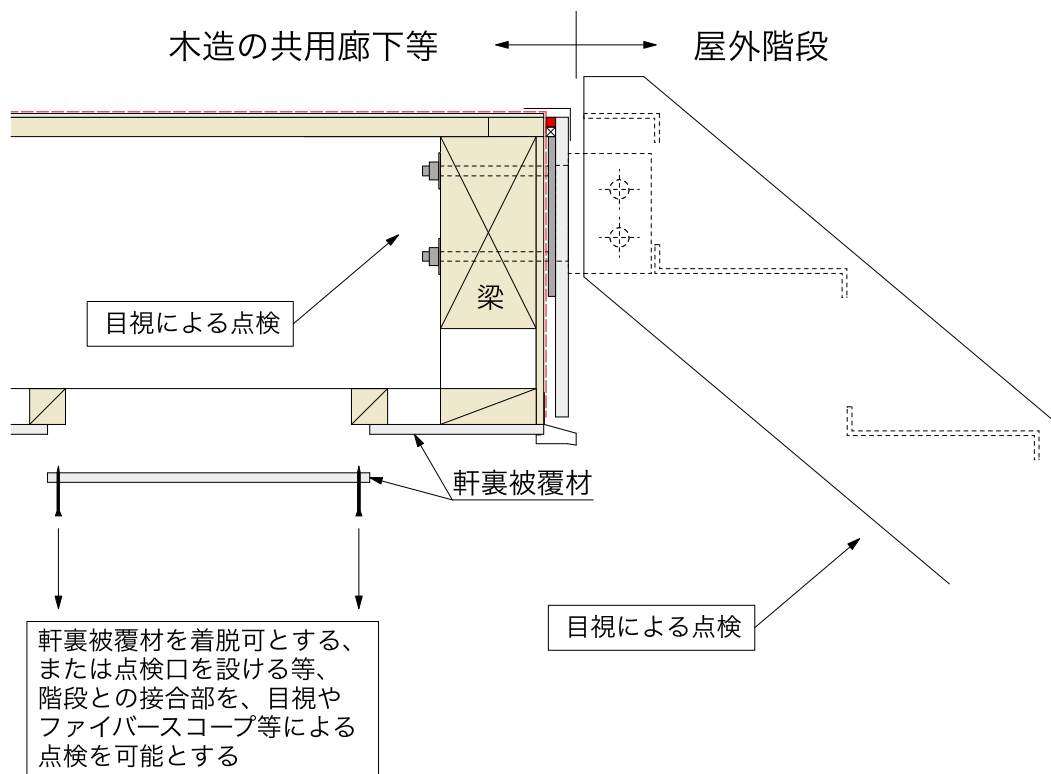 木造の共用廊下等
屋外階段
梁
目視による点検
軒裏被覆材
目視による点検
軒裏被覆材を着脱可とする、
または点検口を設ける等、
階段との接合部を、目視や
ファイバースコープ等による
点検を可能とする